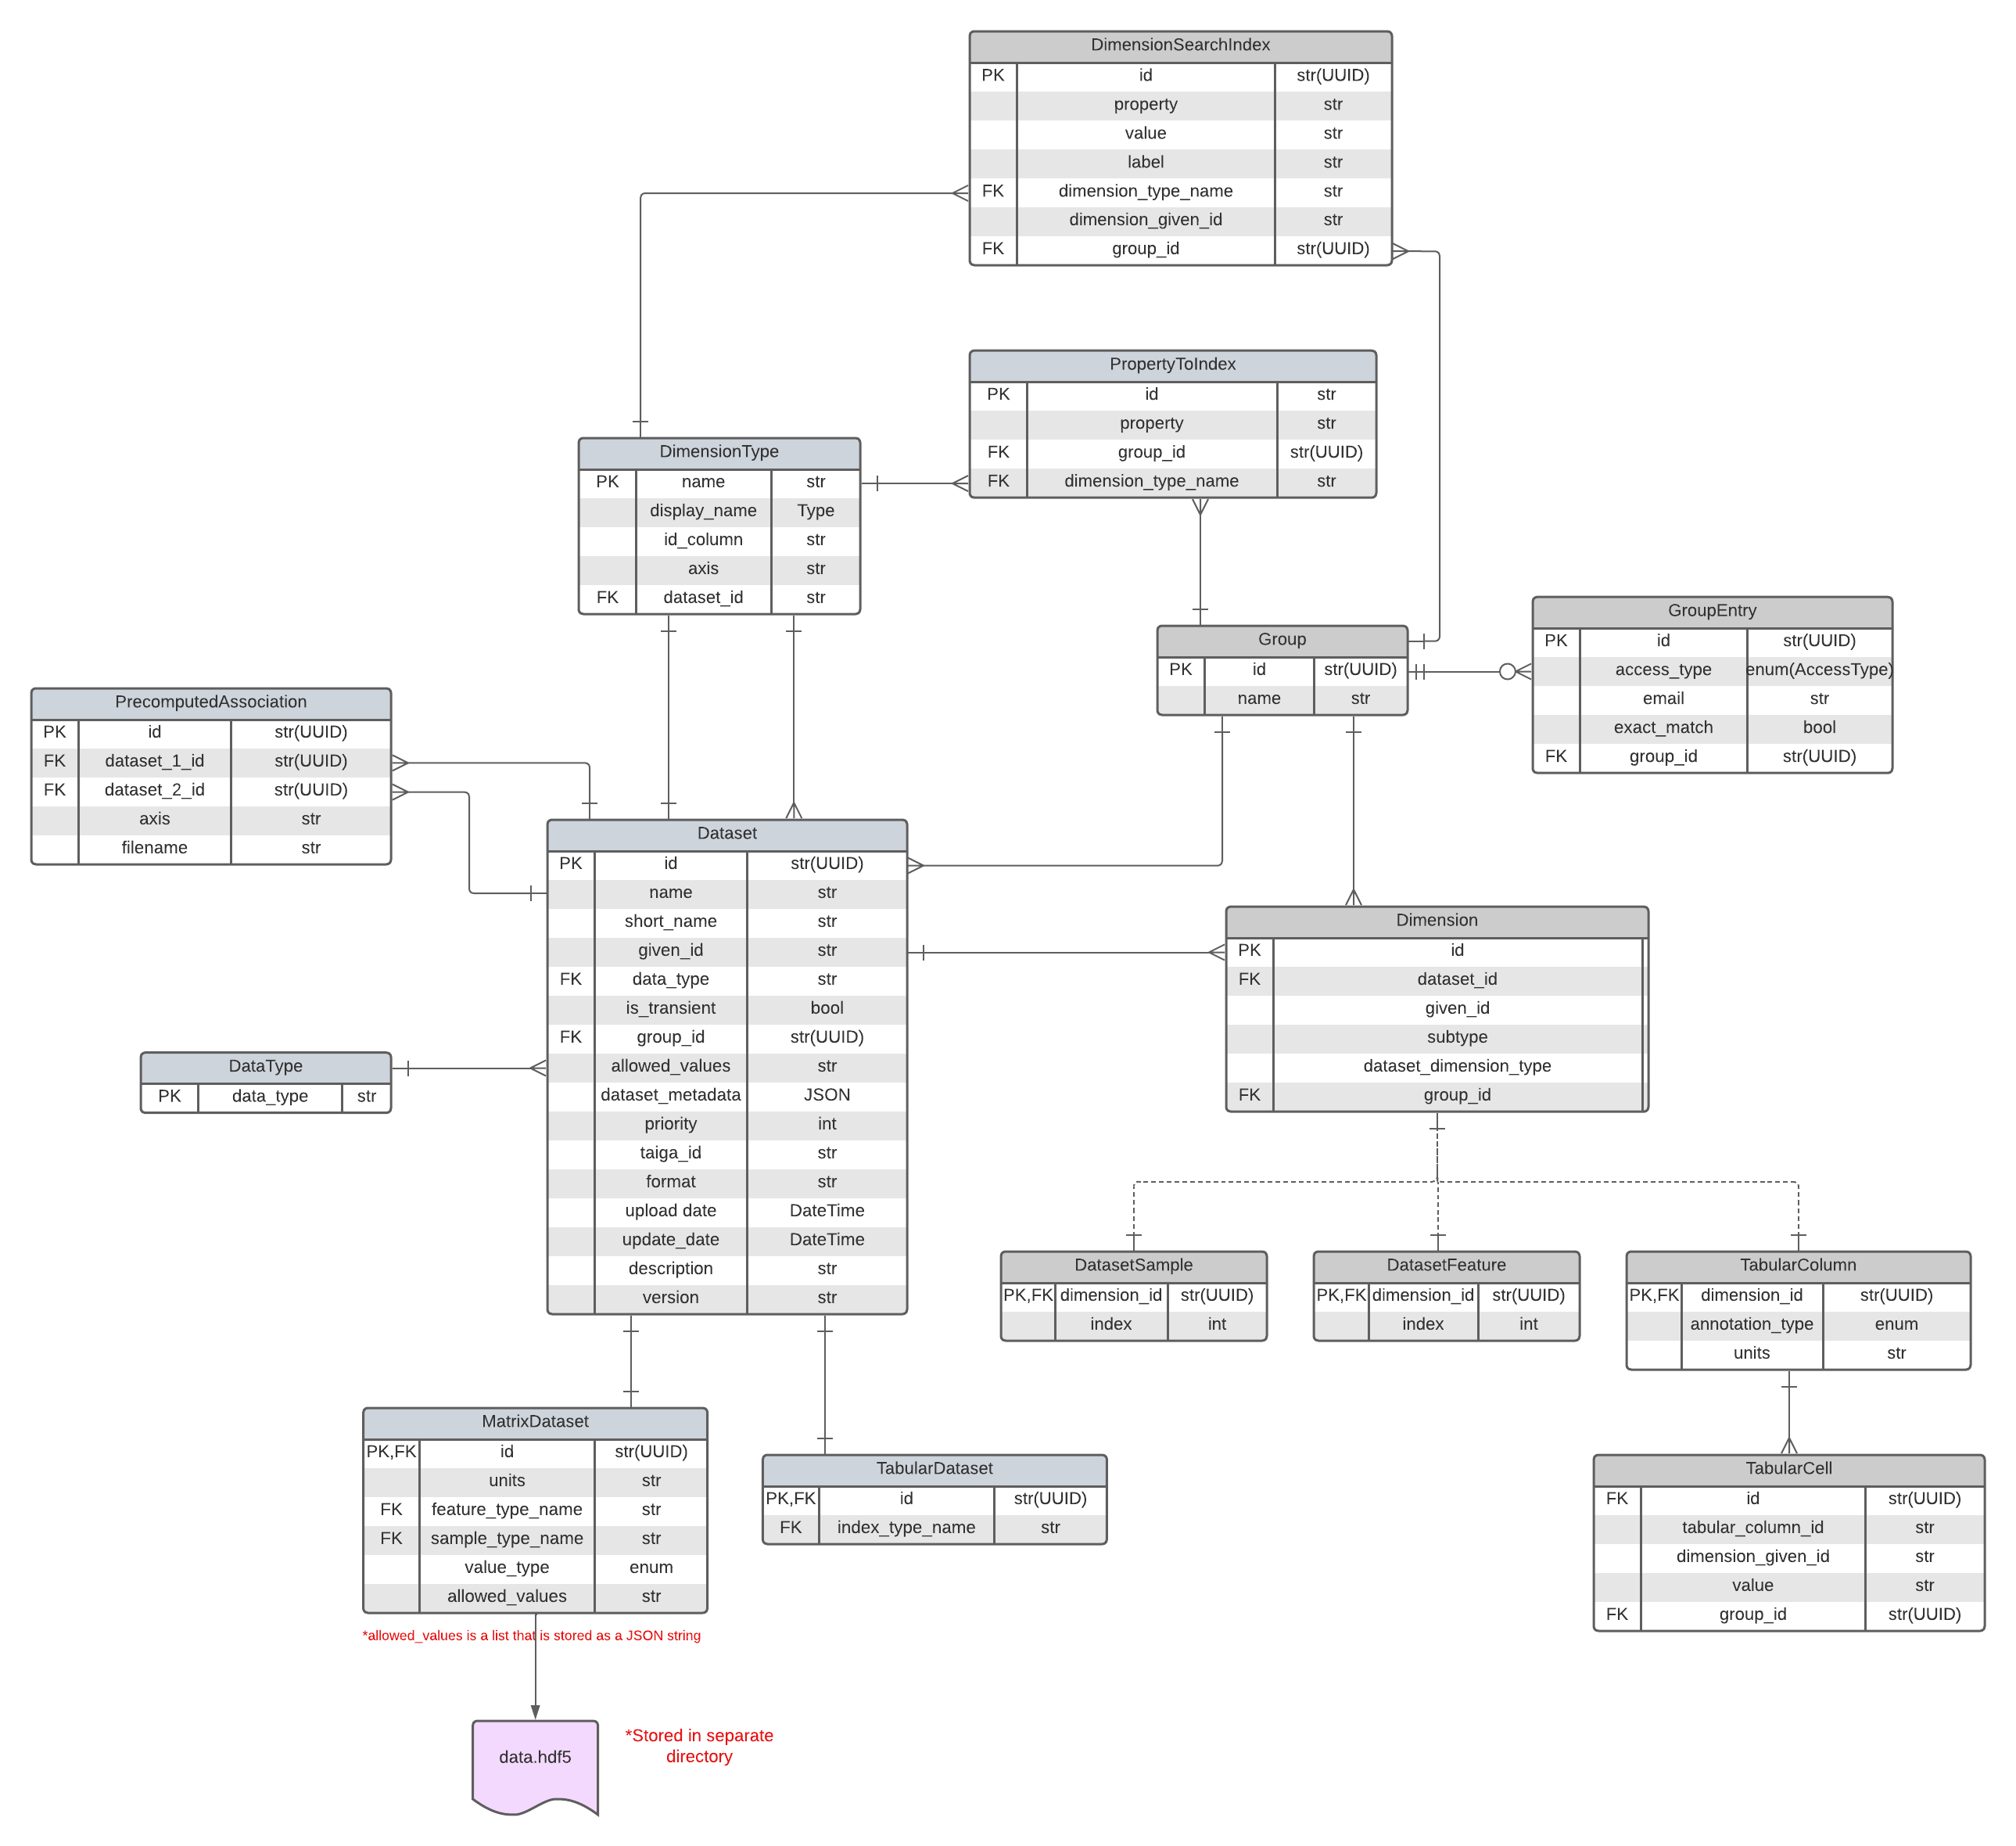 DimensionSearchIndex
PK id str(UUID)
property str
value str
label str
FK dimension_type_name str
dimension_given_id str
FK group_id str(UUID)
PropertyToIndex
PK id str
property str
FK group_id str(UUID)
FK dimension_type_name str
DimensionType
PK name str
display_name Type
id_column str
axis str
FK dataset_id str
Group
PK id str(UUID)
name str
GroupEntry
PK id str(UUID)
access_type enum(AccessType)
email str
exact_match bool
FK group_id str(UUID)
PrecomputedAssociation
PK id str(UUID)
FK dataset_1_id str(UUID)
FK dataset_2_id str(UUID)
axis str
filename str
Dataset
PK id str(UUID)
name str
short_name str
given_id str
FK data_type str
is_transient bool
FK group_id str(UUID)
allowed_values str
dataset_metadata JSON
priority int
taiga_id str
format str
upload date DateTime
update_date DateTime
description str
version str
Dimension
PK id
FK dataset_id
given_id
subtype
dataset_dimension_type
FK group_id
DataType
PK data_type str
DatasetSample
PK,FK dimension_id str(UUID)
index int
DatasetFeature
PK,FK dimension_id str(UUID)
index int
TabularColumn
PK,FK dimension_id str(UUID)
annotation_type enum
units str
MatrixDataset
PK,FK id str(UUID)
units str
FK feature_type_name str
FK sample_type_name str
value_type enum
allowed_values str
*allowed_values is a list that is stored as a JSON string
TabularDataset
PK,FK id str(UUID)
FK index_type_name str
TabularCell
FK id str(UUID)
tabular_column_id str
dimension_given_id str
value str
FK group_id str(UUID)
data.hdf5
*Stored in separate
directory